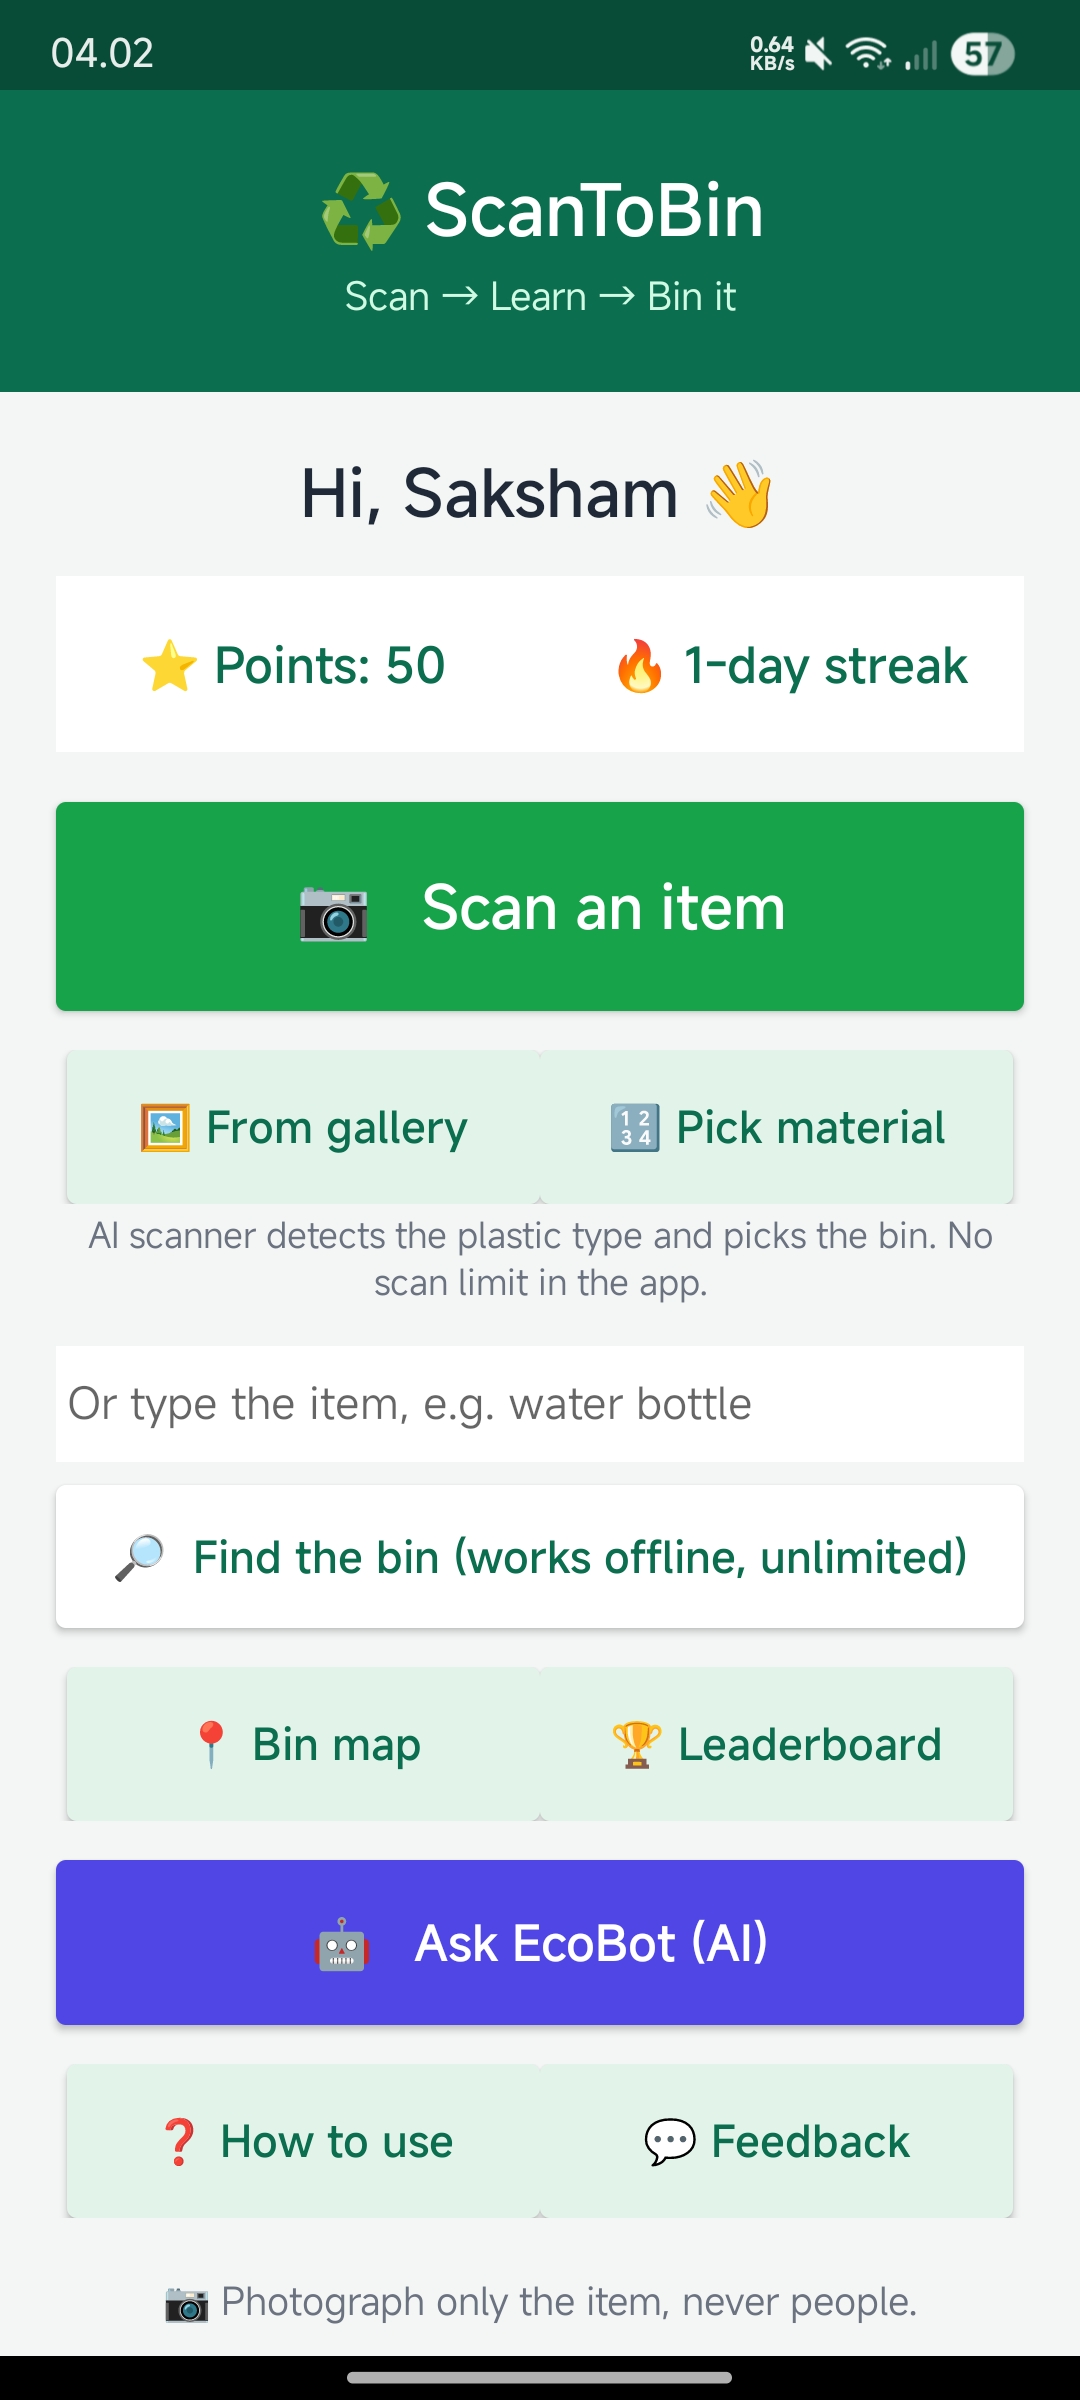 04.02
0.64 KB/s
57
ScanToBin
Scan → Learn → Bin it
Hi, Saksham 👋
⭐ Points: 50
🔥 1-day streak
📷 Scan an item
🖼️ From gallery
🔢 Pick material
AI scanner detects the plastic type and picks the bin. No
scan limit in the app.
Or type the item, e.g. water bottle
🔎 Find the bin (works offline, unlimited)
📍 Bin map
🏆 Leaderboard
🤖 Ask EcoBot (AI)
❓ How to use
💬 Feedback
📷 Photograph only the item, never people.